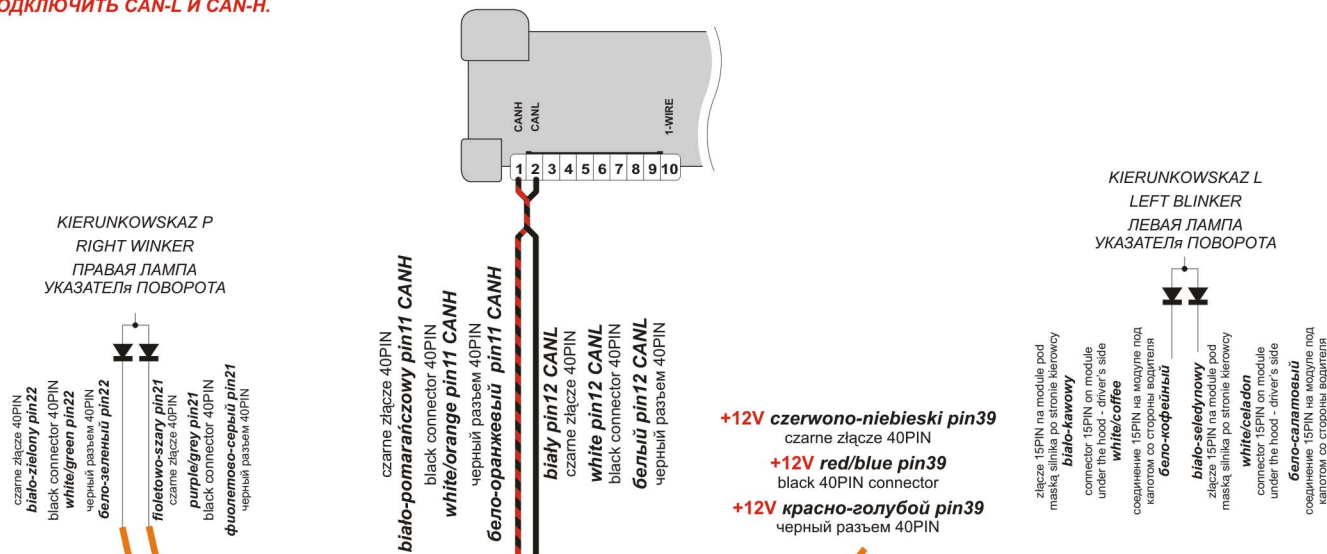 ОДКЛЮЧИТЬ CAN-L И CAN-H.
CANH
CANL
1-WIRE
1 2 3 4 5 6 7 8 9 10
KIERUNKOWSKAZ P
RIGHT WINKER
ПРАВАЯ ЛАМПА
УКАЗАТЕЛя ПОВОРОТА
czarne złącze 40PIN
biało-zielony pin22
black connector 40PIN
white/green pin22
черный разъем 40PIN
бело-зеленый pin22
fioletowo-szary pin21
czarne złącze 40PIN
purple/grey pin21
black connector 40PIN
фиолетово-серый pin21
черный разъем 40PIN
czarne złącze 40PIN
biało-pomarańczowy pin11 CANH
black connector 40PIN
white/orange pin11 CANH
черный разъем 40PIN
бело-оранжевый pin11 CANH
biały pin12 CANL
czarne złącze 40PIN
white pin12 CANL
black connector 40PIN
белый pin12 CANL
черный разъем 40PIN
+12V czerwono-niebieski pin39
czarne złącze 40PIN
+12V red/blue pin39
black 40PIN connector
+12V красно-голубой pin39
черный разъем 40PIN
KIERUNKOWSKAZ L
LEFT BLINKER
ЛЕВАЯ ЛАМПА
УКАЗАТЕЛя ПОВОРОТА
złącze 15PIN na module pod
maską silnika po stronie kierowcy
biało-kawowy
connector 15PIN on module
under the hood - driver's side
white/coffee
соединение 15PIN на модуле под
капотом со стороны водителя
бело-кофейный
biało-seledynowy
złącze 15PIN na module pod
maską silnika po stronie kierowcy
white/celadon
connector 15PIN on module
under the hood - driver's side
бело-салатовый
соединение 15PIN на модуле под
капотом со стороны водителя